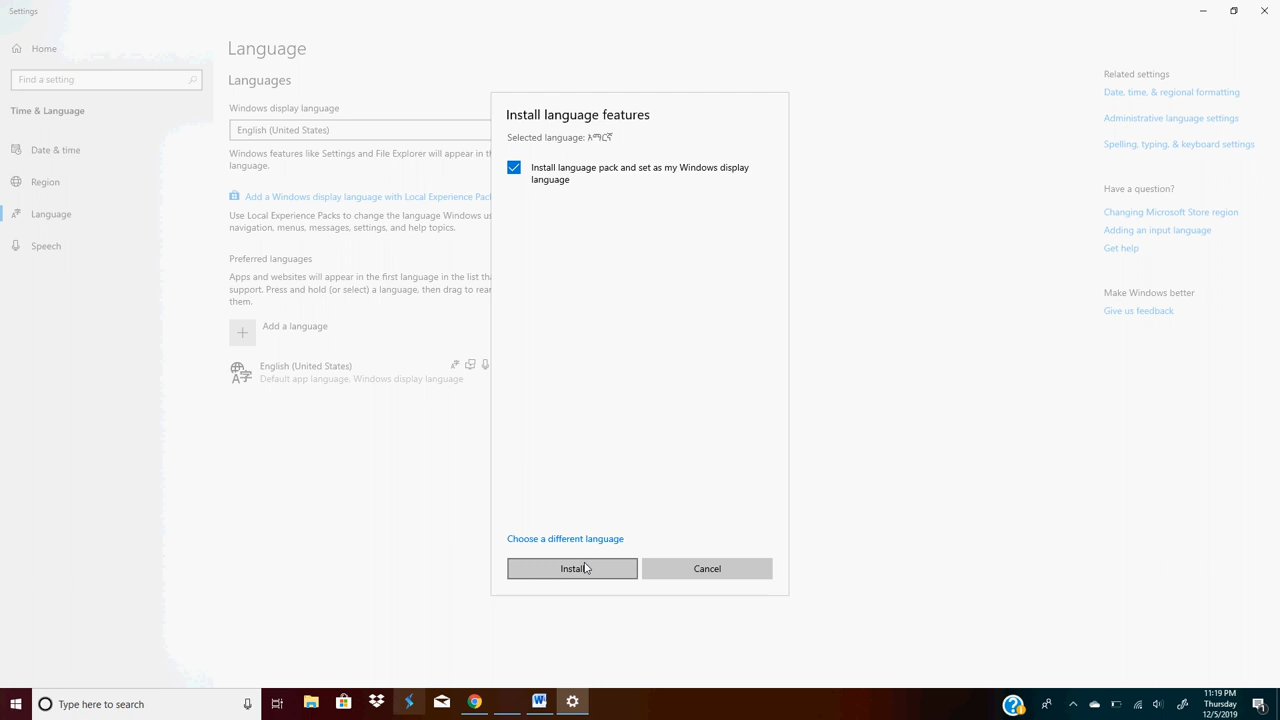 Settings
Home
Find a setting
Time & Language
Date & time
Region
Language
Speech
Language
Languages
Windows display language
English (United States)
Windows features like Settings and File Explorer will appear in th
language.
Add a Windows display language with Local Experience Pack
Use Local Experience Packs to change the language Windows us
navigation, menus, messages, settings, and help topics.
Preferred languages
Apps and websites will appear in the first language in the list tha
support. Press and hold (or select) a language, then drag to rear
them.
Add a language
English (United States)
Default app language. Windows display language
Install language features
Selected language: አማርኛ
Install language pack and set as my Windows display
language
Choose a different language
Install
Cancel
Related settings
Date, time, & regional formatting
Administrative language settings
Spelling, typing, & keyboard settings
Have a question?
Changing Microsoft Store region
Adding an input language
Get help
Make Windows better
Give us feedback
Type here to search
11:19 PM
Thursday
12/5/2019